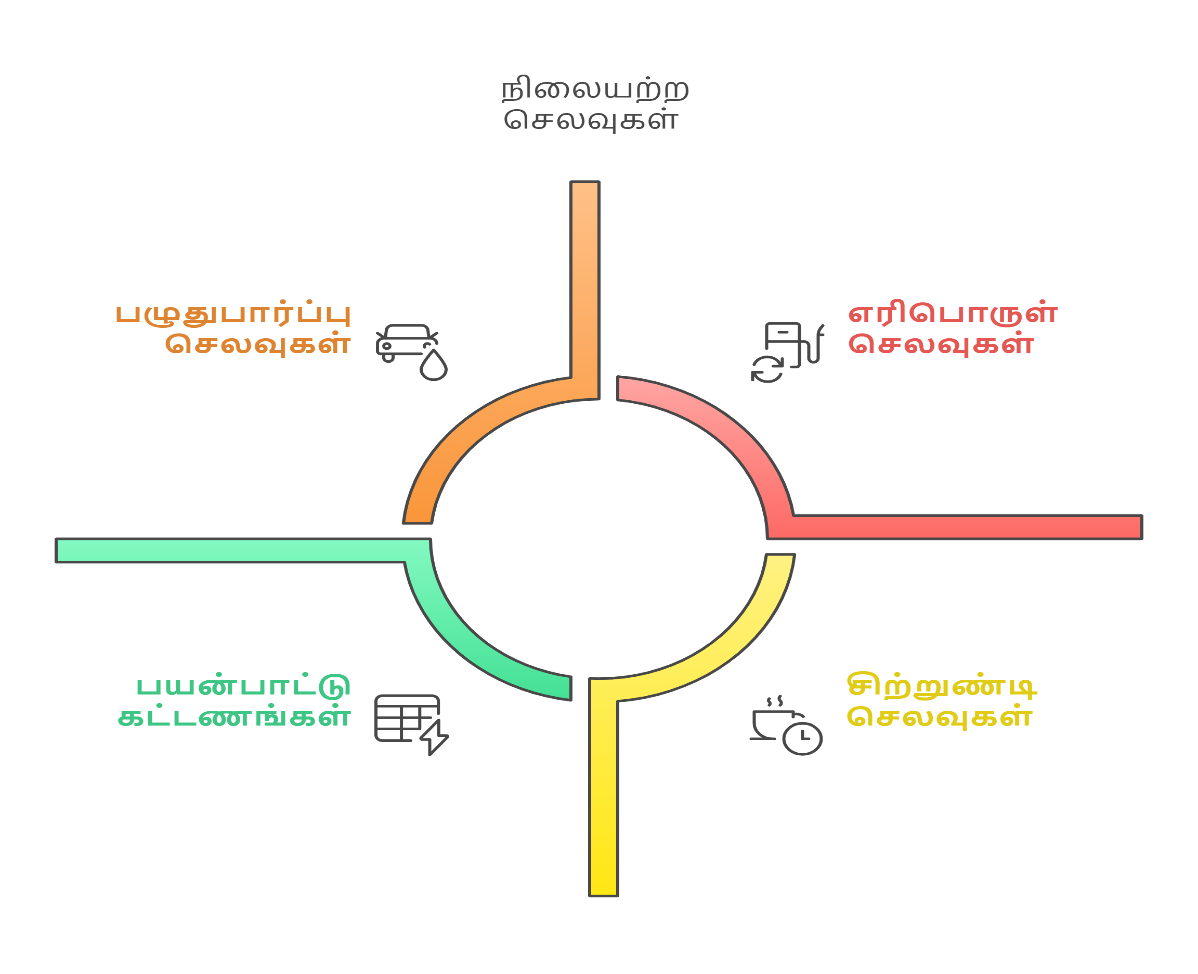 நிலையற்ற
செலவுகள்
பழுதுபார்ப்பு
செலவுகள்
எரிபொருள்
செலவுகள்
பயன்பாட்டு
கட்டணங்கள்
சிற்றுண்டி
செலவுகள்